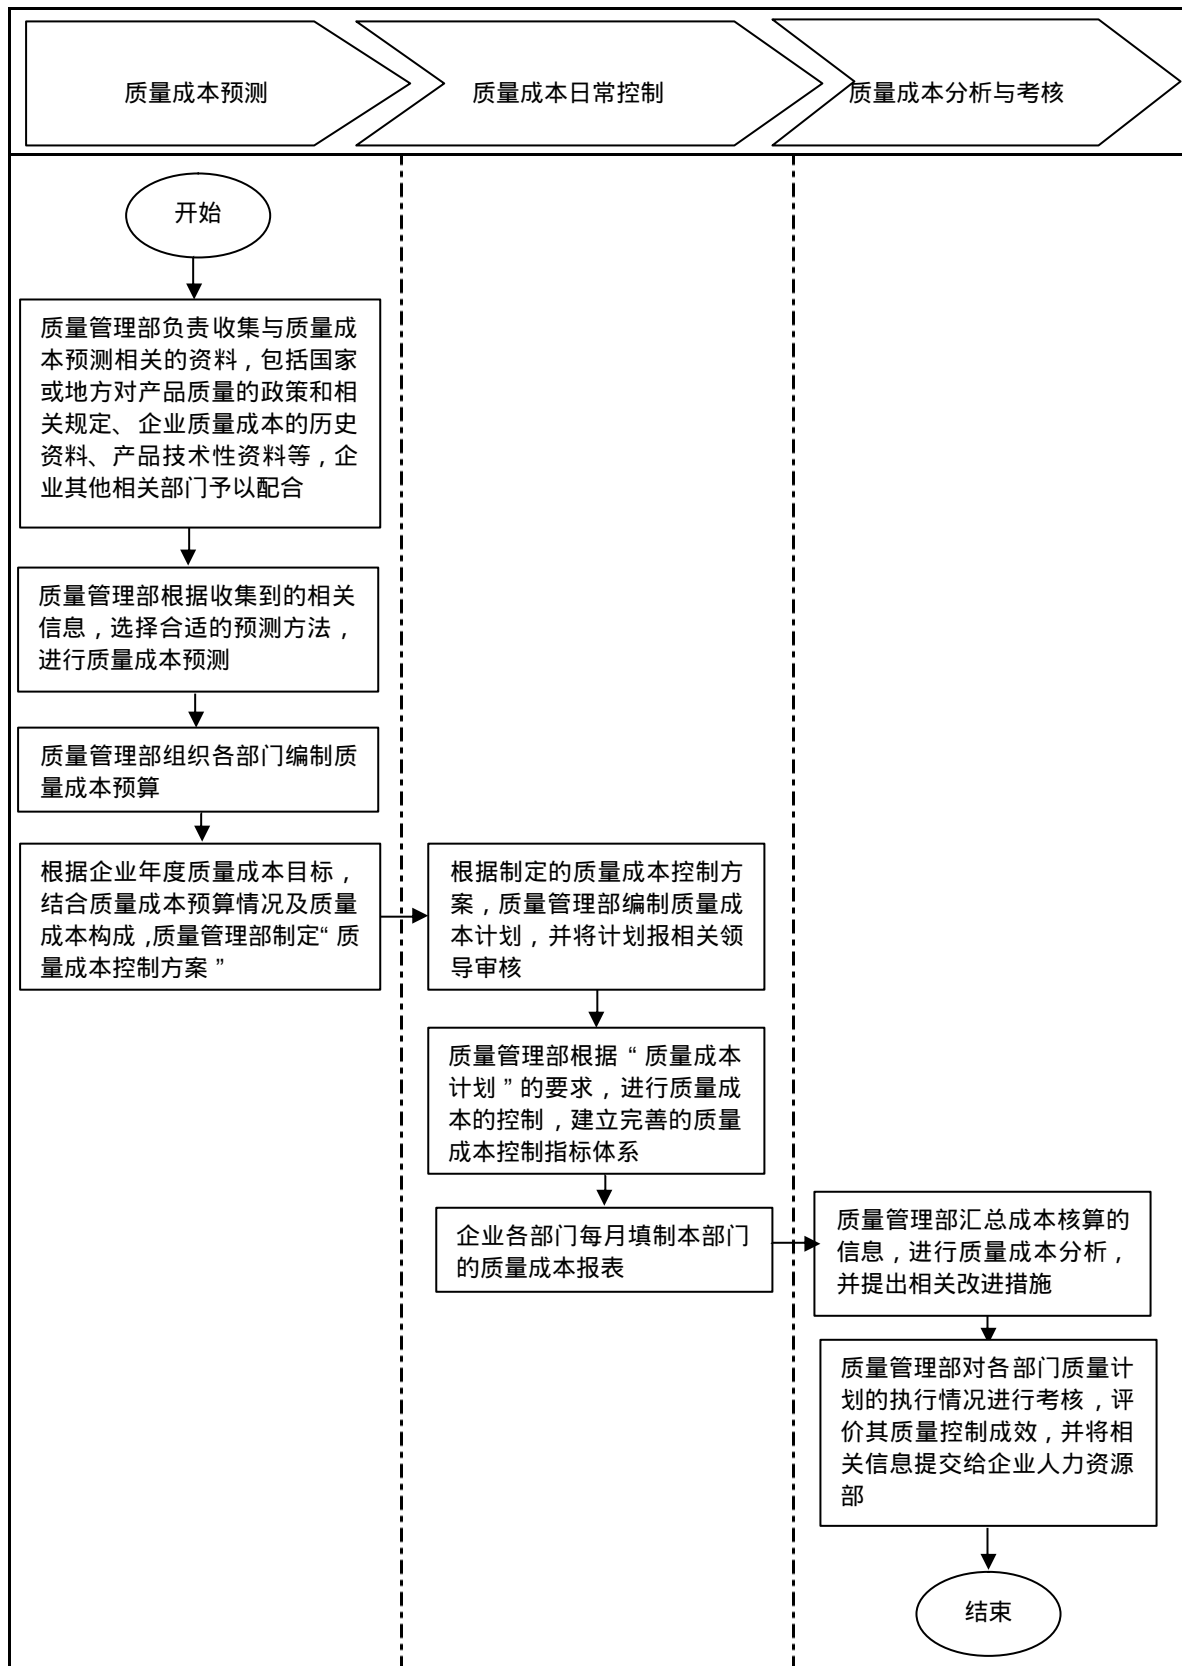 质量成本预测
质量成本日常控制
质量成本分析与考核
开始
质量管理部负责收集与质量成
本预测相关的资料，包括国家
或地方对产品质量的政策和相
关规定、企业质量成本的历史
资料、产品技术性资料等，企
业其他相关部门予以配合
质量管理部根据收集到的相关
信息，选择合适的预测方法，
进行质量成本预测
质量管理部组织各部门编制质
量成本预算
根据企业年度质量成本目标，
结合质量成本预算情况及质量
成本构成，质量管理部制定“质
量成本控制方案”
根据制定的质量成本控制方
案，质量管理部编制质量成
本计划，并将计划报相关领
导审核
质量管理部根据“质量成本
计划”的要求，进行质量成
本的控制，建立完善的质量
成本控制指标体系
企业各部门每月填制本部门
的质量成本报表
质量管理部汇总成本核算的
信息，进行质量成本分析，
并提出相关改进措施
质量管理部对各部门质量计
划的执行情况进行考核，评
价其质量控制成效，并将相
关信息提交给企业人力资源
部
结束